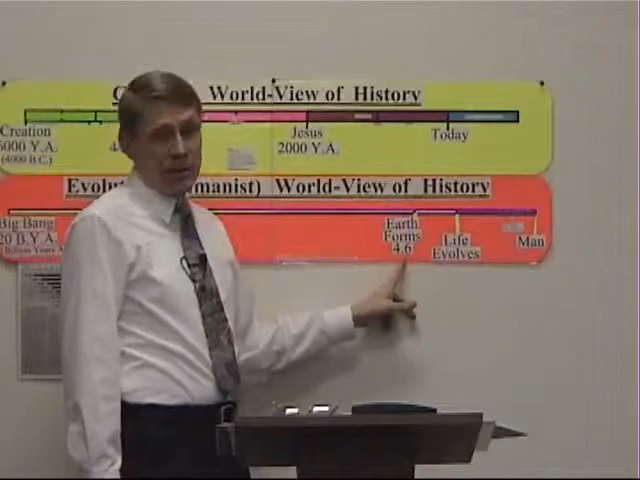 World-View of History
Creation
6000 Y.A.
(4000 B.C.)
Jesus
2000 Y.A.
Today
Evolut manist) World-View of History
Big Bang
20 B.Y.A.
Earth
Forms
4.6
Life
Evolves
Man